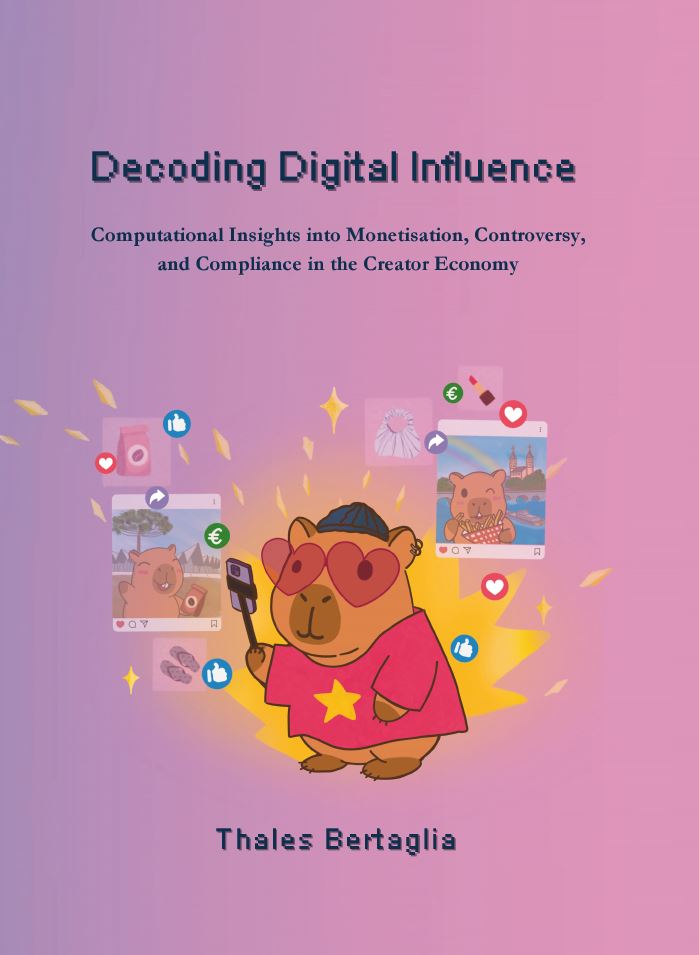 Decoding Digital Influence
Computational Insights into Monetisation, Controversy,
and Compliance in the Creator Economy
€
€
Thales Bertaglia